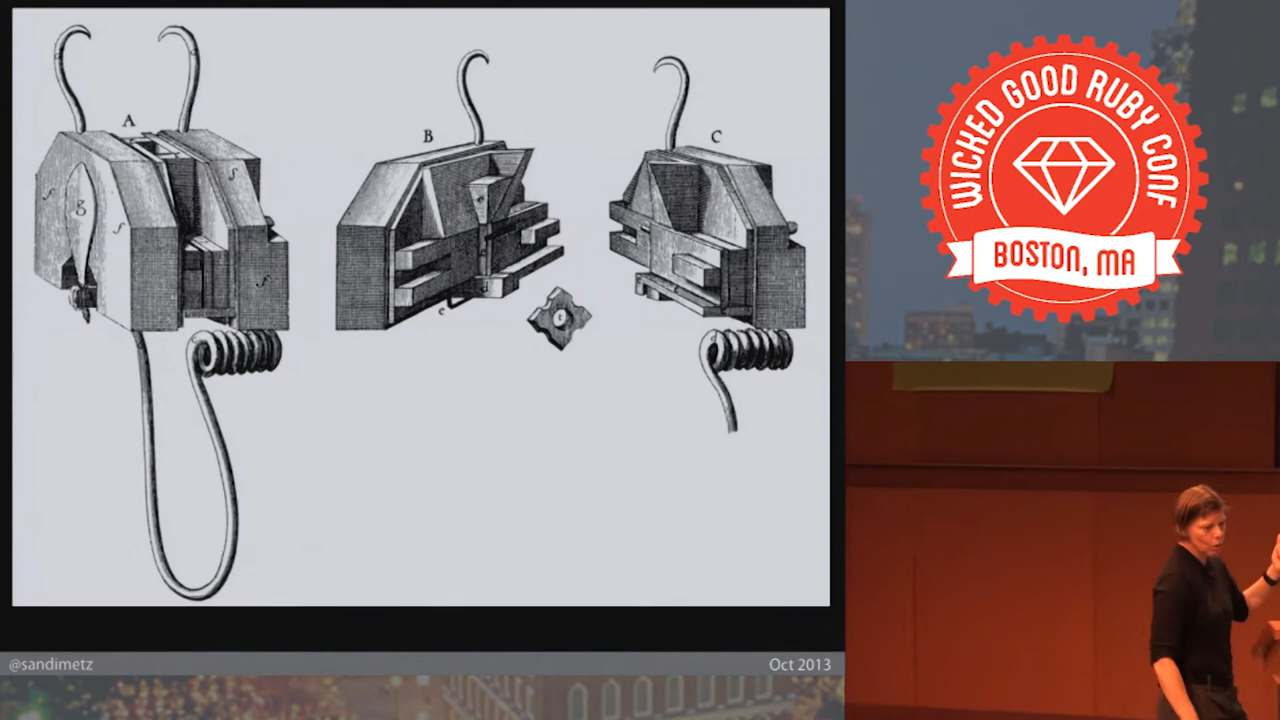 A
B
C
f
g
f
f
f
e
c
t
WICKED GOOD RUBY CONF
BOSTON, MA
@sandimetz
Oct 2013